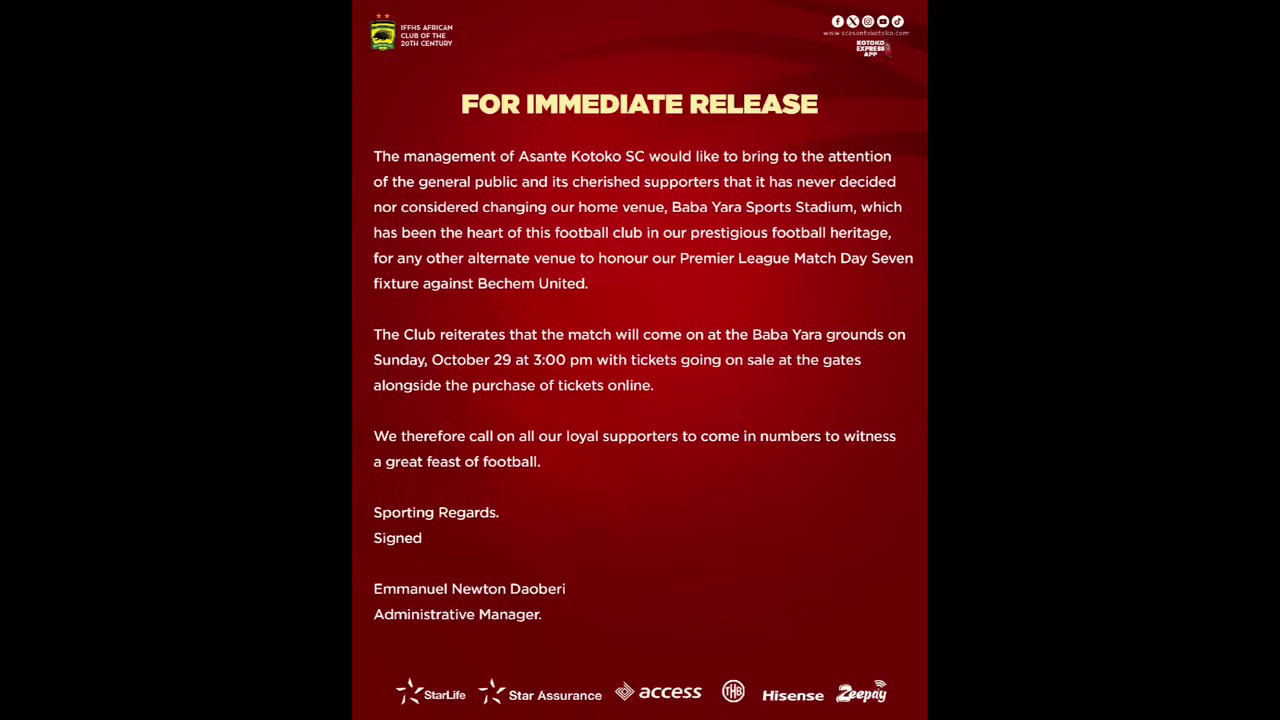 IFFHS AFRICAN
CLUB OF THE
20TH CENTURY
www.scasantekotoko.com
KOTOKO
EXPRESS
APP
FOR IMMEDIATE RELEASE
The management of Asante Kotoko SC would like to bring to the attention
of the general public and its cherished supporters that it has never decided
nor considered changing our home venue, Baba Yara Sports Stadium, which
has been the heart of this football club in our prestigious football heritage,
for any other alternate venue to honour our Premier League Match Day Seven
fixture against Bechem United.
The Club reiterates that the match will come on at the Baba Yara grounds on
Sunday, October 29 at 3:00 pm with tickets going on sale at the gates
alongside the purchase of tickets online.
We therefore call on all our loyal supporters to come in numbers to witness
a great feast of football.
Sporting Regards.
Signed
Emmanuel Newton Daoberi
Administrative Manager.
StarLife Star Assurance access THB Hisense Zeepay